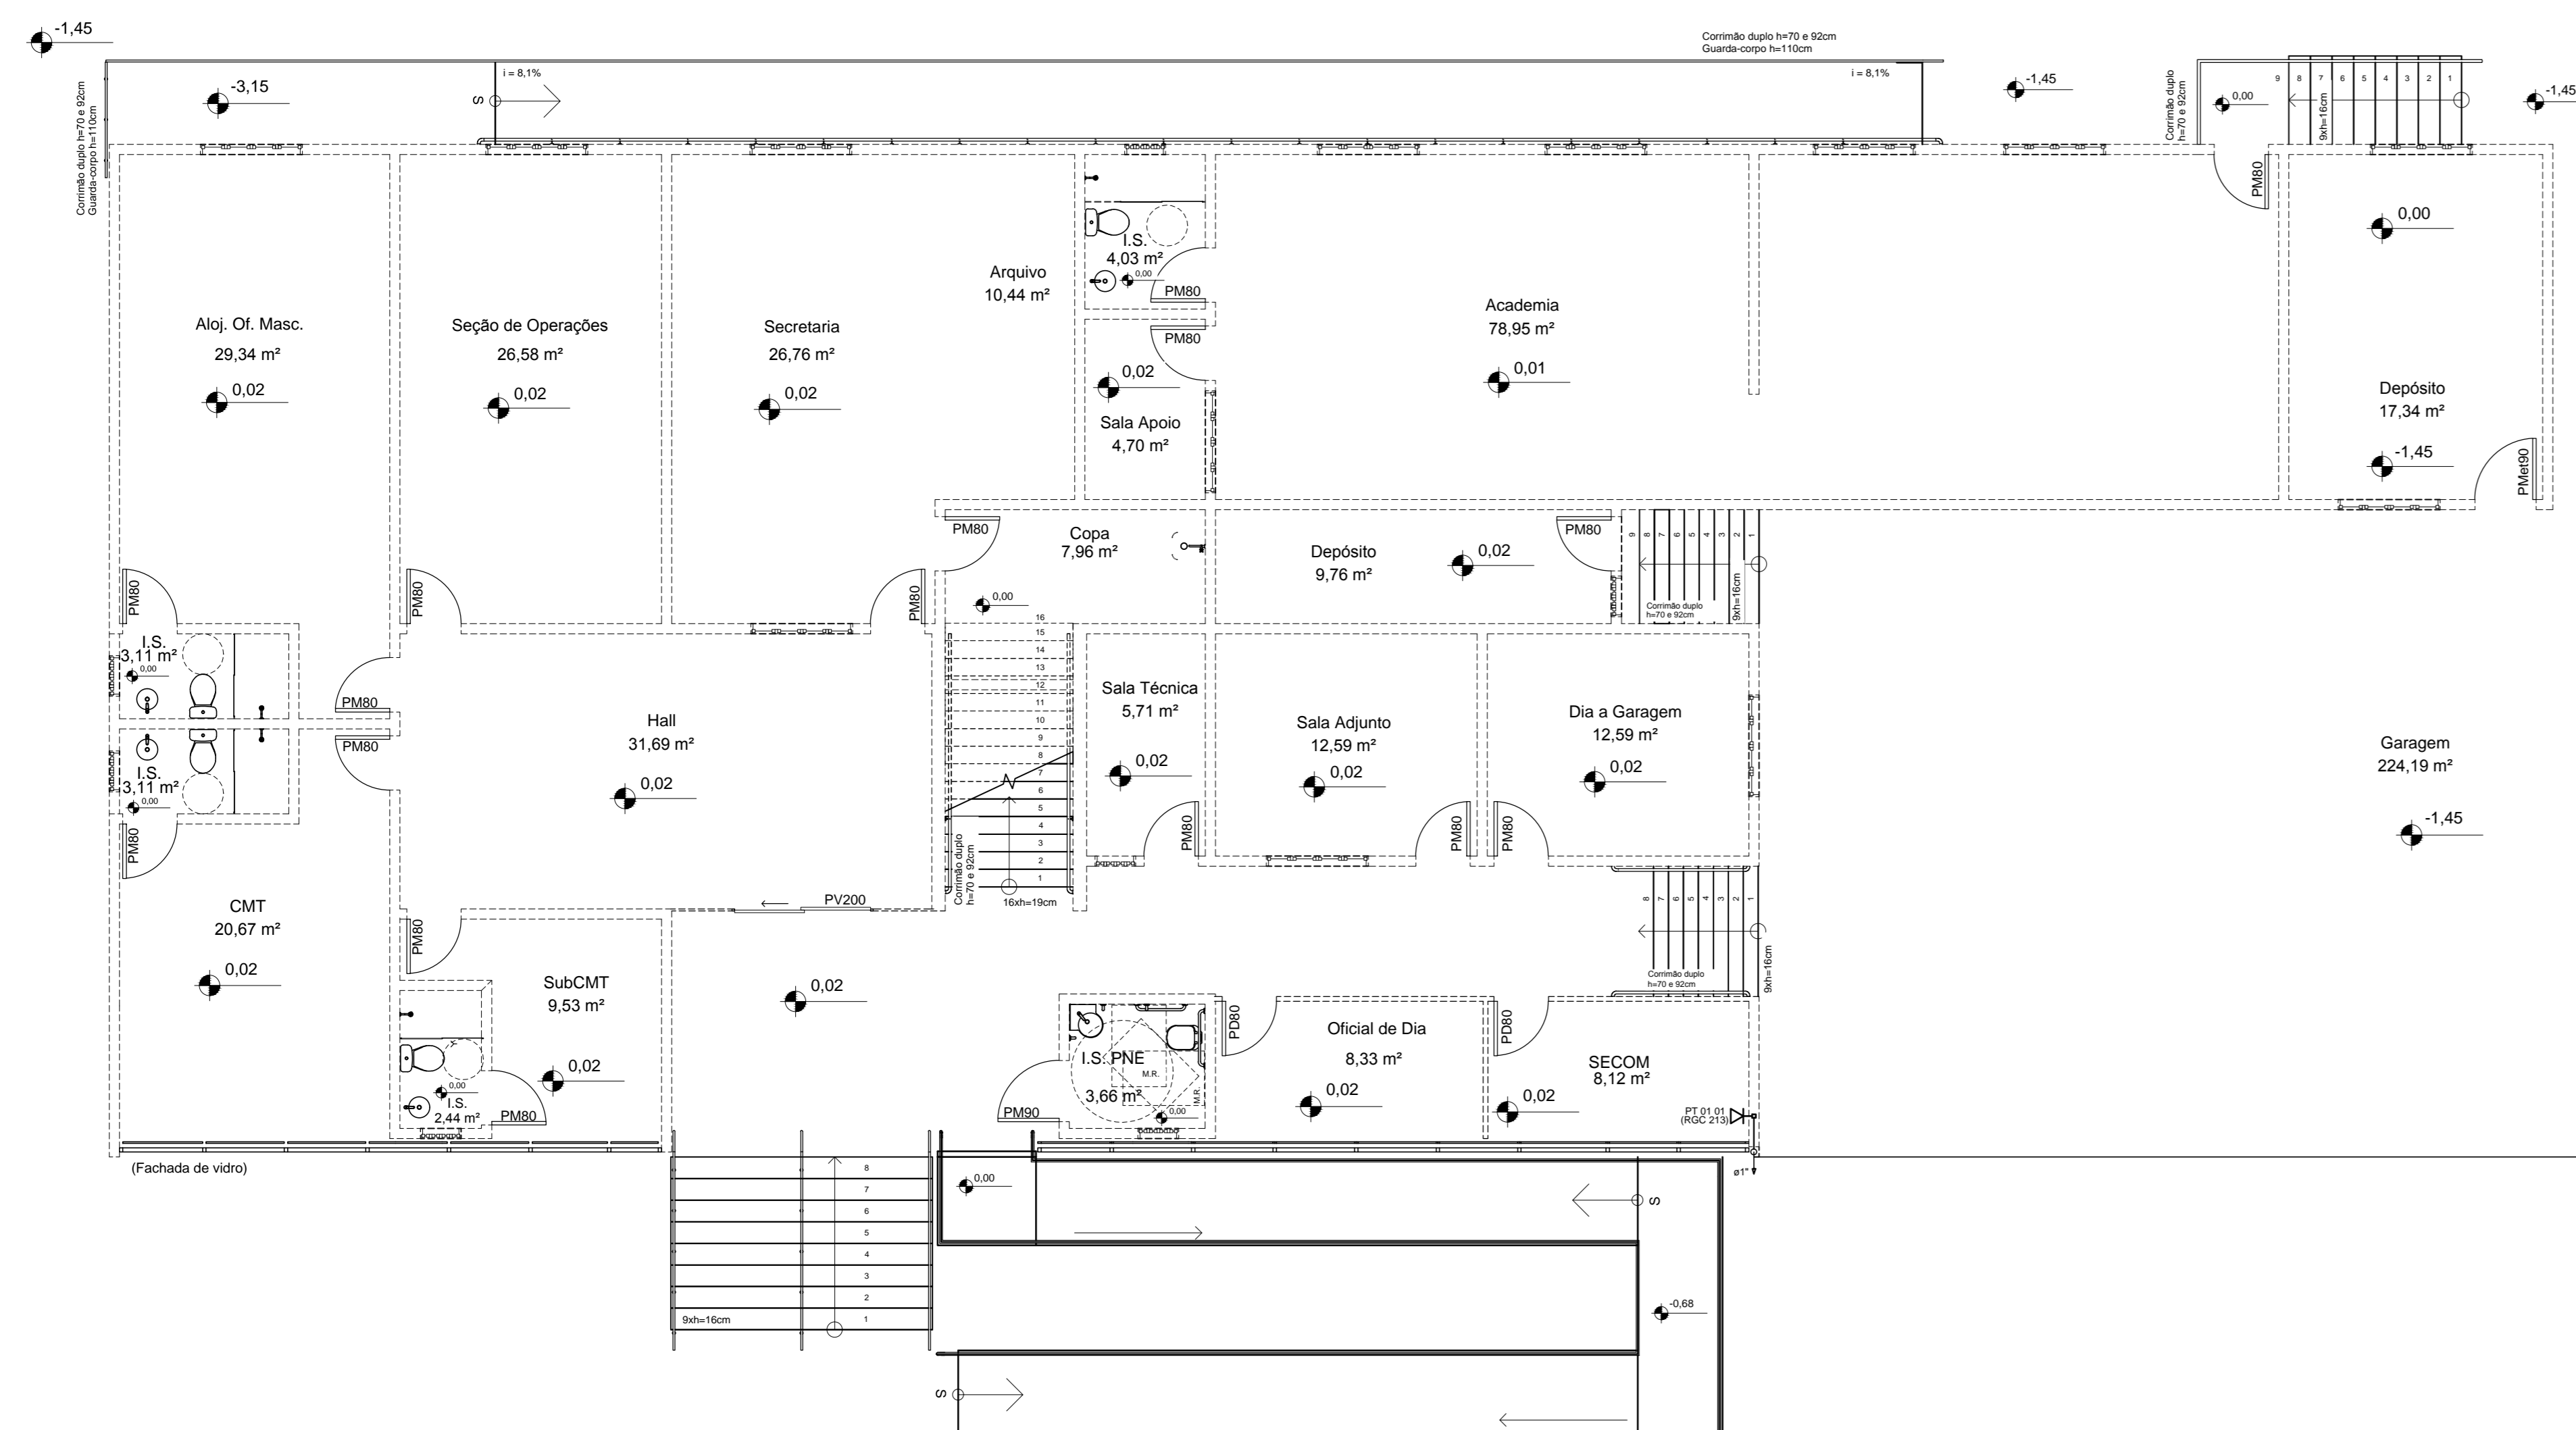 -1,45
Corrimão duplo h=70 e 92cm
Guarda-corpo h=110cm
-3,15
i = 8,1%
S
i = 8,1%
-1,45
Corrimão duplo
h=70 e 92cm
0,00
9 8 7 6 5 4 3 2 1
9xh=16cm
-1,45
Corrimão duplo h=70 e 92cm
Guarda-corpo h=110cm
PM80
0,00
I.S.
4,03 m²
0,00
PM80
Arquivo
10,44 m²
Academia
78,95 m²
0,01
Aloj. Of. Masc.
29,34 m²
0,02
Seção de Operações
26,58 m²
0,02
Secretaria
26,76 m²
0,02
PM80
0,02
Sala Apoio
4,70 m²
Depósito
17,34 m²
-1,45
PMet90
PM80
Copa
7,96 m²
0,00
Depósito
9,76 m²
0,02
PM80
9 8 7 6 5 4 3 2 1
9xh=16cm
Corrimão duplo
h=70 e 92cm
PM80
PM80
PM80
I.S.
3,11 m²
0,00
PM80
PM80
I.S.
3,11 m²
0,00
PM80
Hall
31,69 m²
0,02
16
15
14
13
12
11
10
9
8
7
6
5
4
3
2
1
Corrimão duplo
h=70 e 92cm
16xh=19cm
Sala Técnica
5,71 m²
0,02
PM80
Sala Adjunto
12,59 m²
0,02
PM80
Dia a Garagem
12,59 m²
0,02
PM80
Garagem
224,19 m²
-1,45
CMT
20,67 m²
0,02
PM80
PV200
SubCMT
9,53 m²
0,02
0,00
I.S.
2,44 m²
PM80
0,02
8 7 6 5 4 3 2 1
Corrimão duplo
h=70 e 92cm
9xh=16cm
I.S. PNE
3,66 m²
M.R.
M.R.
0,00
PM90
PD80
Oficial de Dia
8,33 m²
0,02
PD80
SECOM
8,12 m²
0,02
PT 01 01
(RGC 213)
ø1"
(Fachada de vidro)
8
7
6
5
4
3
2
1
9xh=16cm
0,00
S
-0,68
S